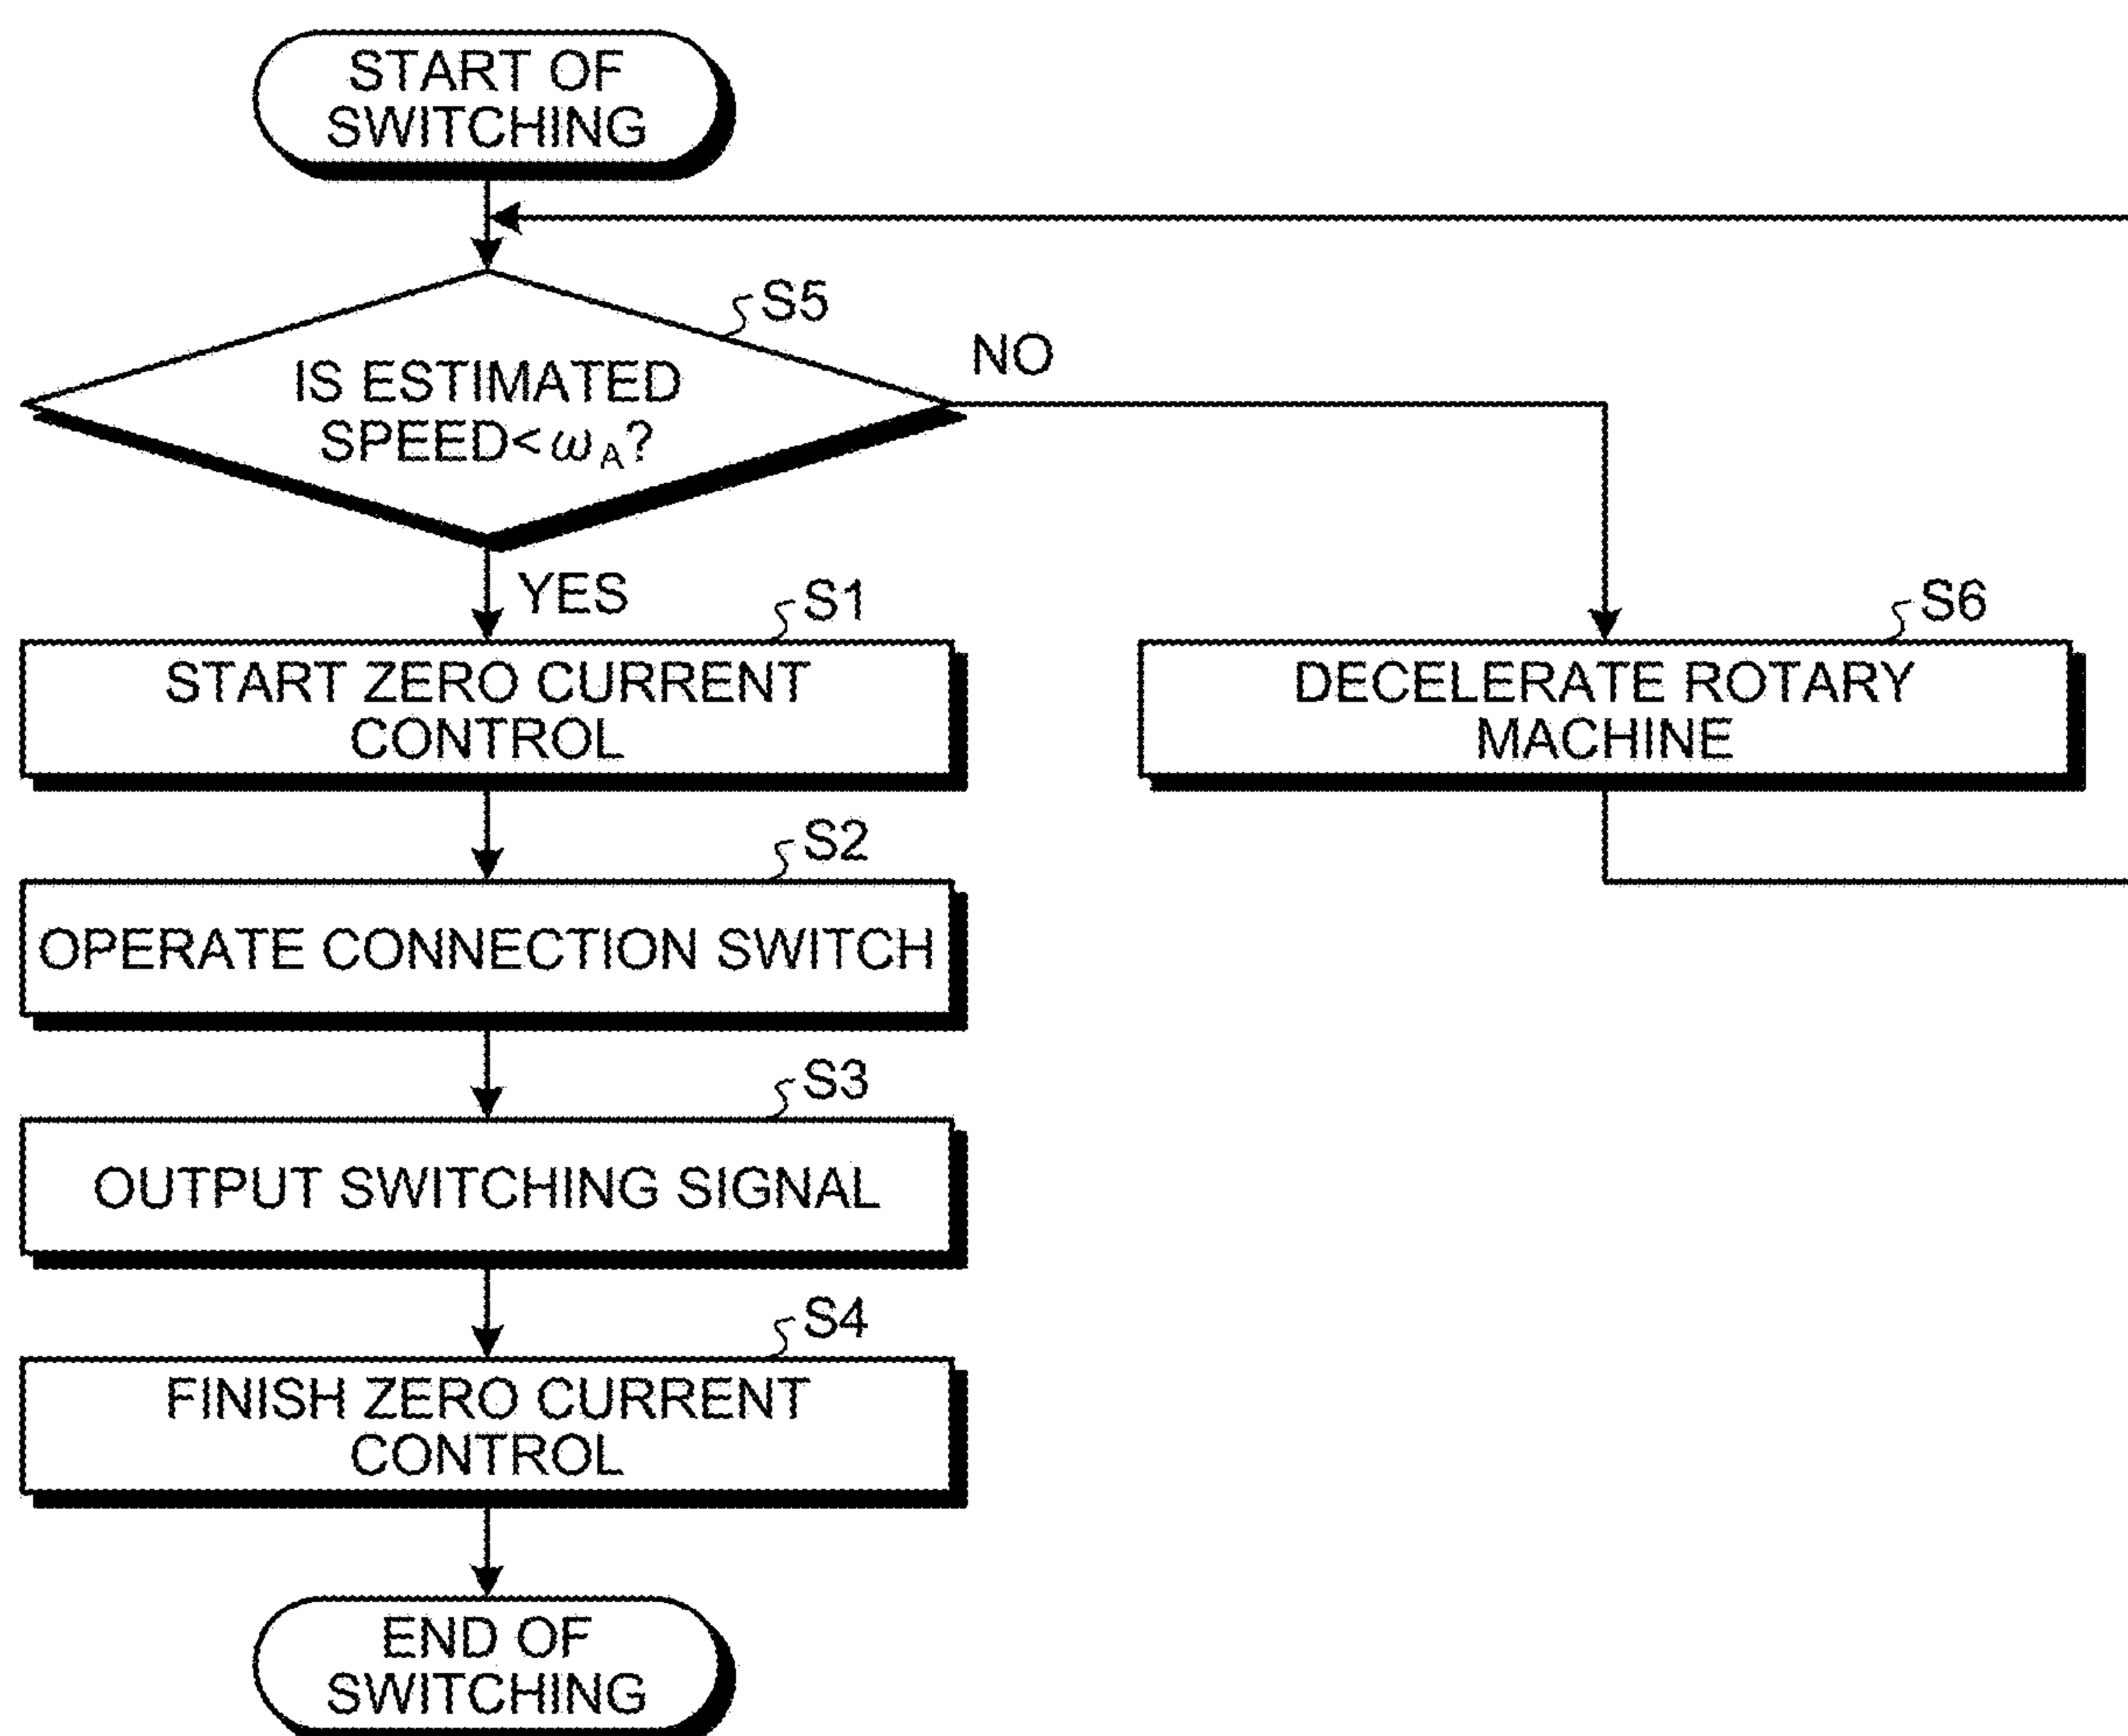 START OF
SWITCHING
S5
IS ESTIMATED
SPEED<ωA?
NO
YES
S1
START ZERO CURRENT
CONTROL
S6
DECELERATE ROTARY
MACHINE
S2
OPERATE CONNECTION SWITCH
S3
OUTPUT SWITCHING SIGNAL
S4
FINISH ZERO CURRENT
CONTROL
END OF
SWITCHING